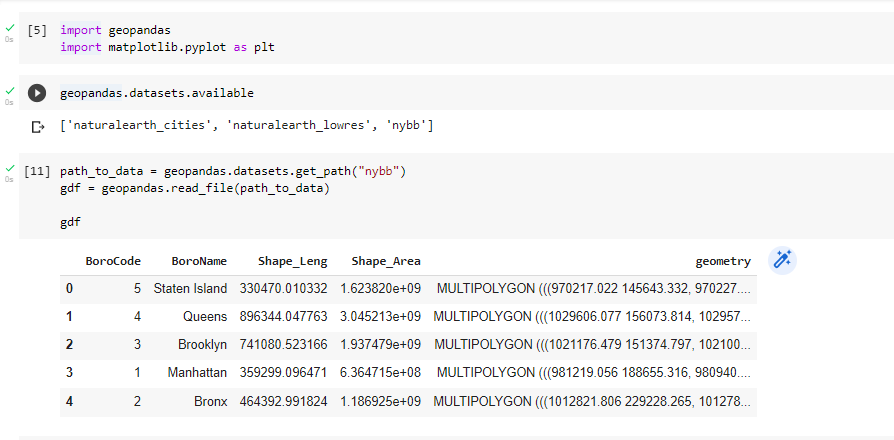 [5] import geopandas
import matplotlib.pyplot as plt
0s
geopandas.datasets.available
0s
['naturalearth_cities', 'naturalearth_lowres', 'nybb']
[11] path_to_data = geopandas.datasets.get_path("nybb")
0s
gdf = geopandas.read_file(path_to_data)
gdf
BoroCode BoroName Shape_Leng Shape_Area geometry
0 5 Staten Island 330470.010332 1.623820e+09 MULTIPOLYGON (((970217.022 145643.332, 970227....
1 4 Queens 896344.047763 3.045213e+09 MULTIPOLYGON (((1029606.077 156073.814, 102957...
2 3 Brooklyn 741080.523166 1.937479e+09 MULTIPOLYGON (((1021176.479 151374.797, 102100...
3 1 Manhattan 359299.096471 6.364715e+08 MULTIPOLYGON (((981219.056 188655.316, 980940....
4 2 Bronx 464392.991824 1.186925e+09 MULTIPOLYGON (((1012821.806 229228.265, 101278...